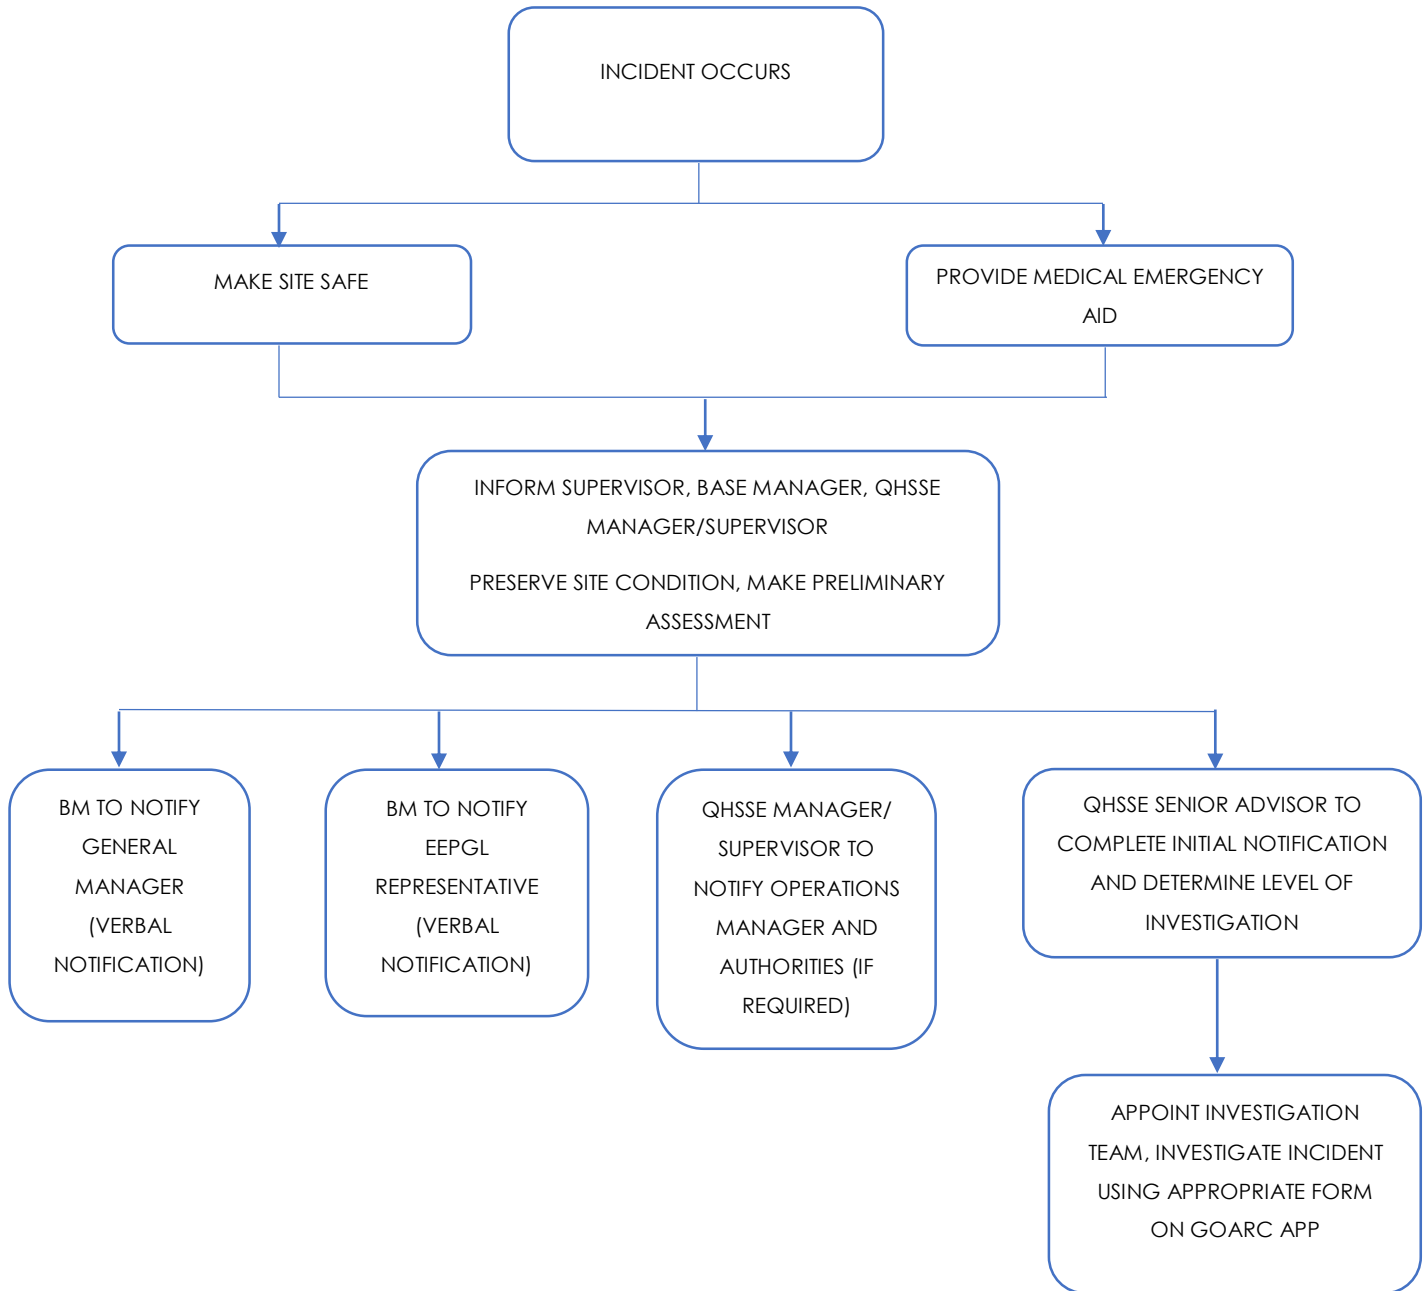 INCIDENT OCCURS
MAKE SITE SAFE
PROVIDE MEDICAL EMERGENCY
AID
INFORM SUPERVISOR, BASE MANAGER, QHSSE
MANAGER/SUPERVISOR
PRESERVE SITE CONDITION, MAKE PRELIMINARY
ASSESSMENT
BM TO NOTIFY
GENERAL
MANAGER
(VERBAL
NOTIFICATION)
BM TO NOTIFY
EEPGL
REPRESENTATIVE
(VERBAL
NOTIFICATION)
QHSSE MANAGER/
SUPERVISOR TO
NOTIFY OPERATIONS
MANAGER AND
AUTHORITIES (IF
REQUIRED)
QHSSE SENIOR ADVISOR TO
COMPLETE INITIAL NOTIFICATION
AND DETERMINE LEVEL OF
INVESTIGATION
APPOINT INVESTIGATION
TEAM, INVESTIGATE INCIDENT
USING APPROPRIATE FORM
ON GOARC APP